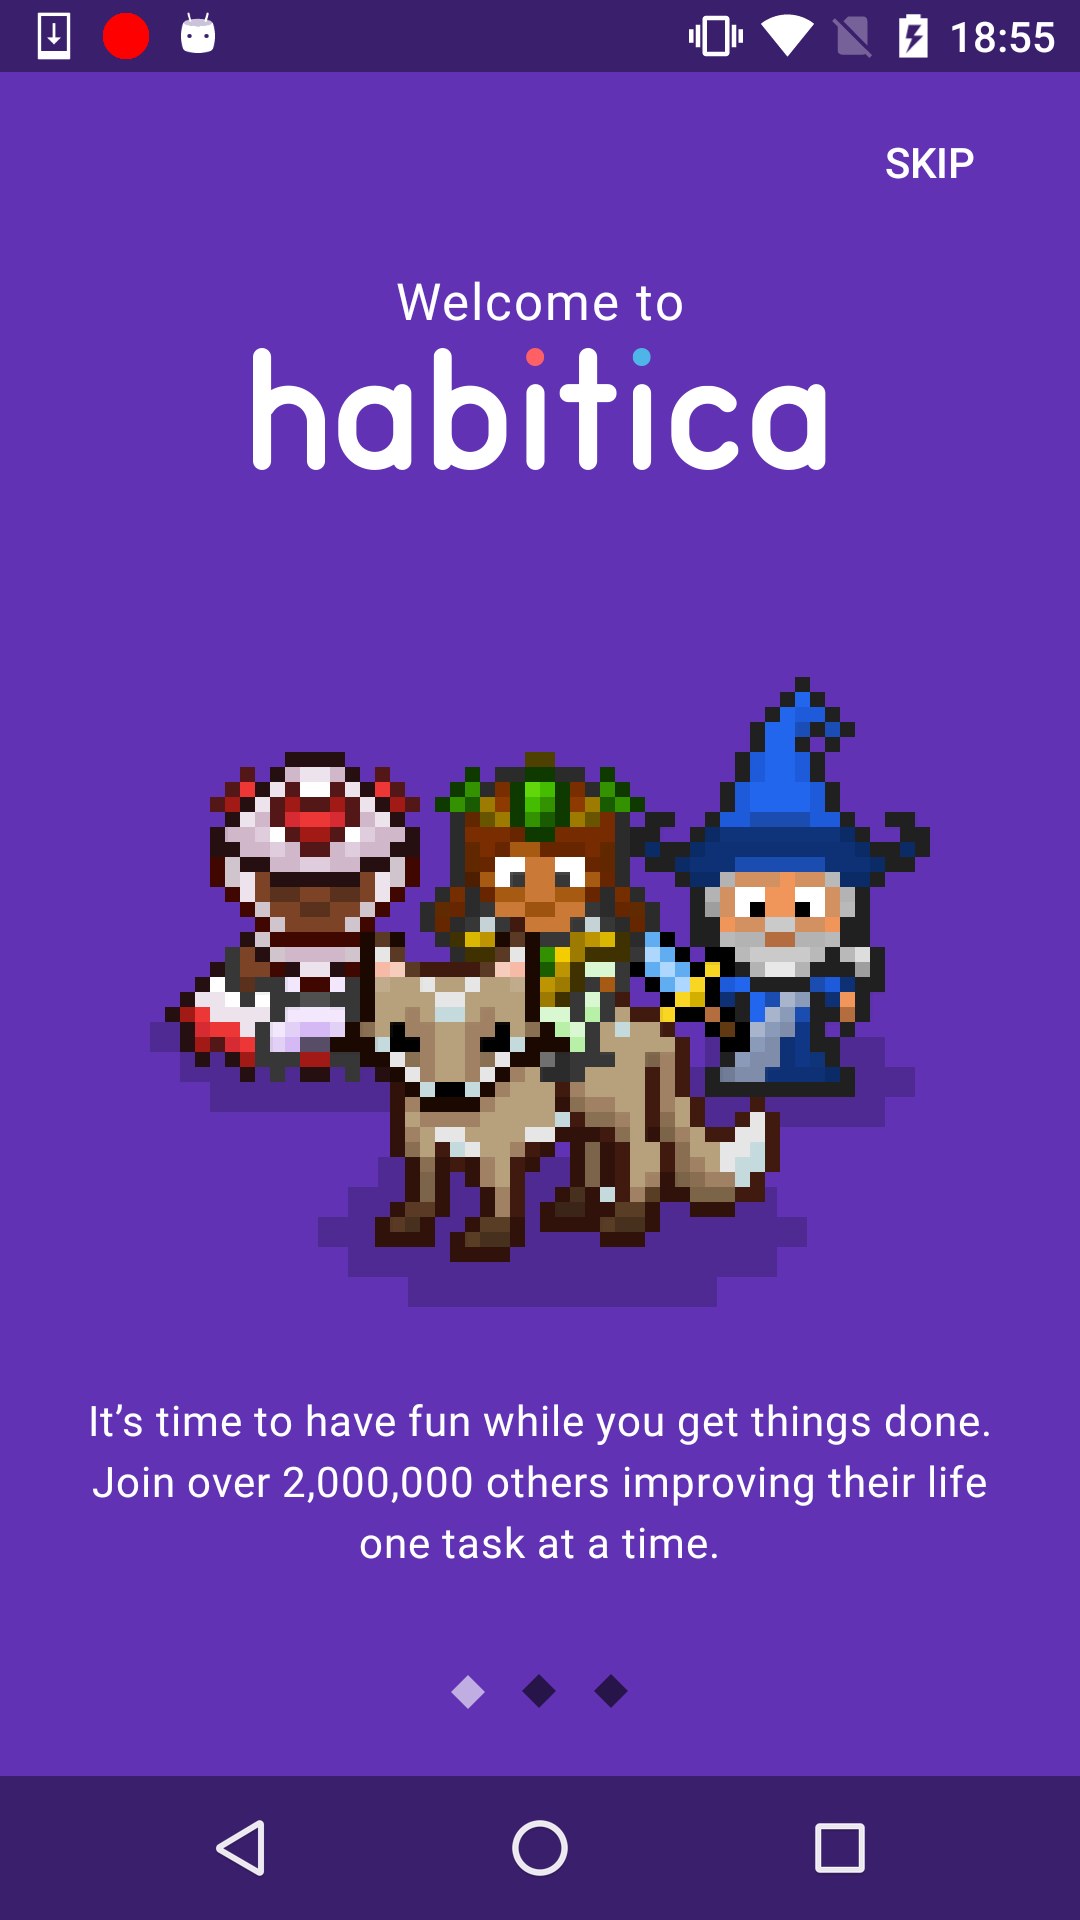 18:55
SKIP
Welcome to
habitica
It’s time to have fun while you get things done.
Join over 2,000,000 others improving their life
one task at a time.